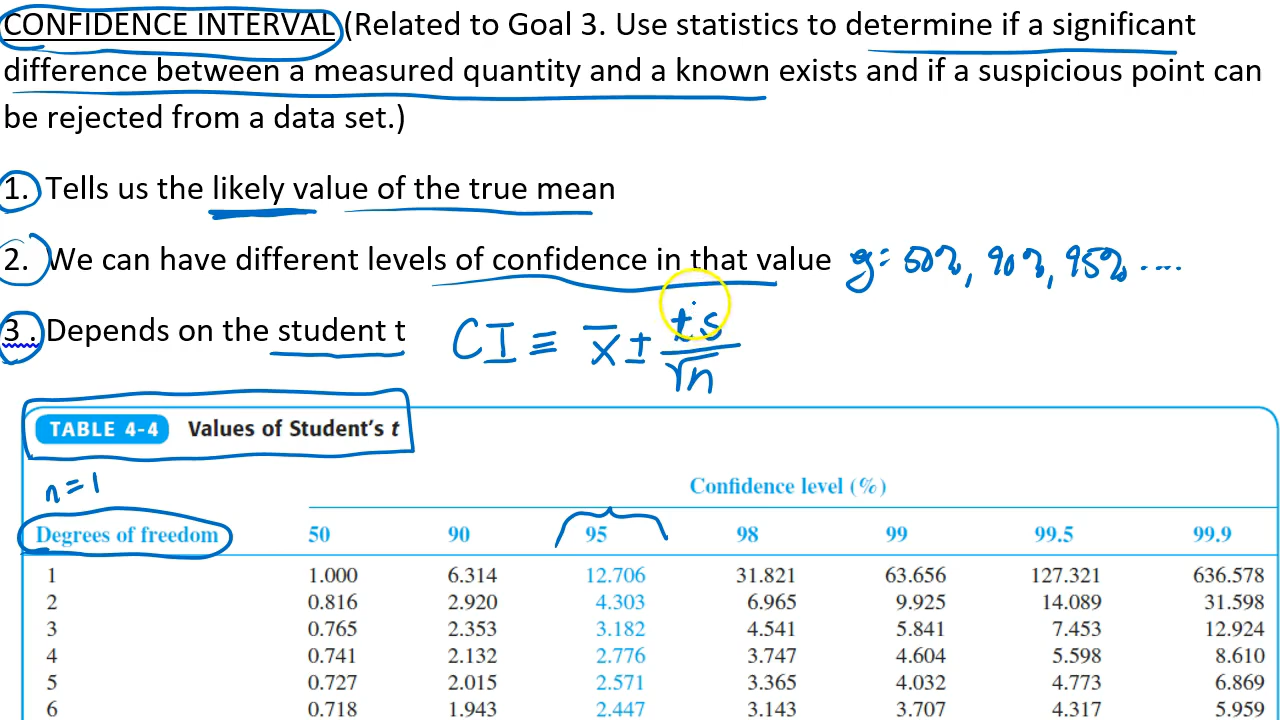 CONFIDENCE INTERVAL (Related to Goal 3. Use statistics to determine if a significant
difference between a measured quantity and a known exists and if a suspicious point can
be rejected from a data set.)
1. Tells us the likely value of the true mean
2. We can have different levels of confidence in that value eg: 50%, 90%, 95% ....
3 . Depends on the student t CI ≡ x̄ ± t·s/√n
TABLE 4-4 Values of Student's t
n=1
Confidence level (%)
Degrees of freedom 50 90 95 98 99 99.5 99.9
1 1.000 6.314 12.706 31.821 63.656 127.321 636.578
2 0.816 2.920 4.303 6.965 9.925 14.089 31.598
3 0.765 2.353 3.182 4.541 5.841 7.453 12.924
4 0.741 2.132 2.776 3.747 4.604 5.598 8.610
5 0.727 2.015 2.571 3.365 4.032 4.773 6.869
6 0.718 1.943 2.447 3.143 3.707 4.317 5.959